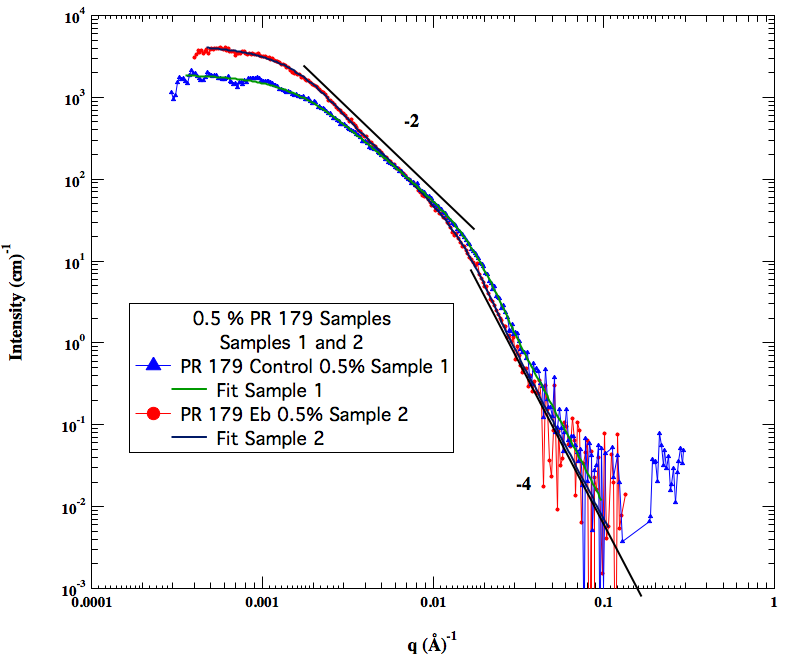 10^4
10^3
10^2
10^1
10^0
10^-1
10^-2
10^-3
Intensity (cm)^-1
-2
-4
0.5 % PR 179 Samples
Samples 1 and 2
PR 179 Control 0.5% Sample 1
Fit Sample 1
PR 179 Eb 0.5% Sample 2
Fit Sample 2
0.0001 0.001 0.01 0.1 1
q (Å)^-1